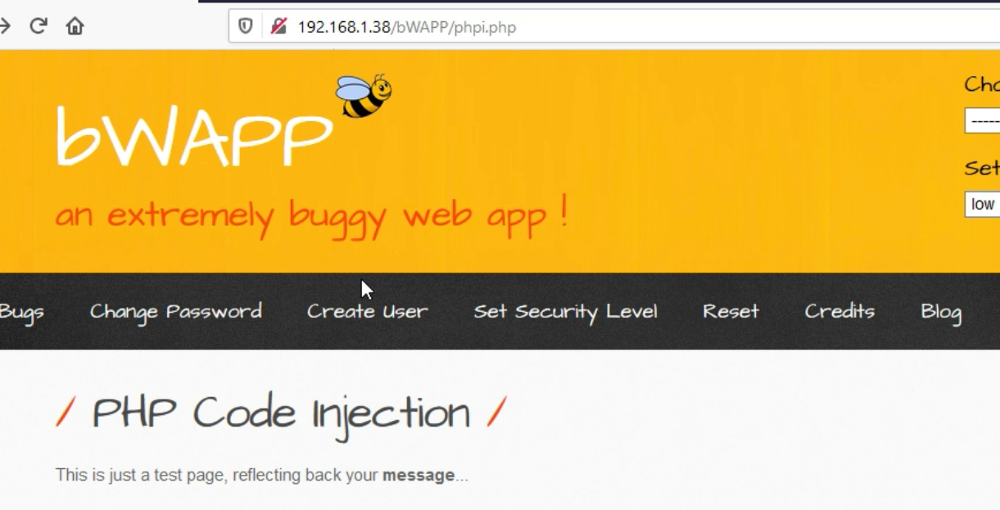 192.168.1.38/bWAPP/phpi.php
bWAPP
an extremely buggy web app !
Set
low
Bugs Change Password Create User Set Security Level Reset Credits Blog
/ PHP Code Injection /
This is just a test page, reflecting back your message...